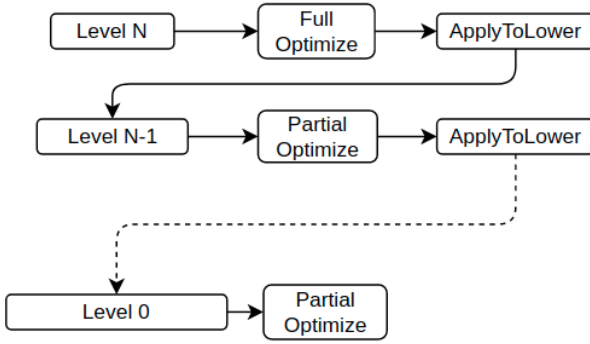 Level N
Full
Optimize
ApplyToLower
Level N-1
Partial
Optimize
ApplyToLower
Level 0
Partial
Optimize